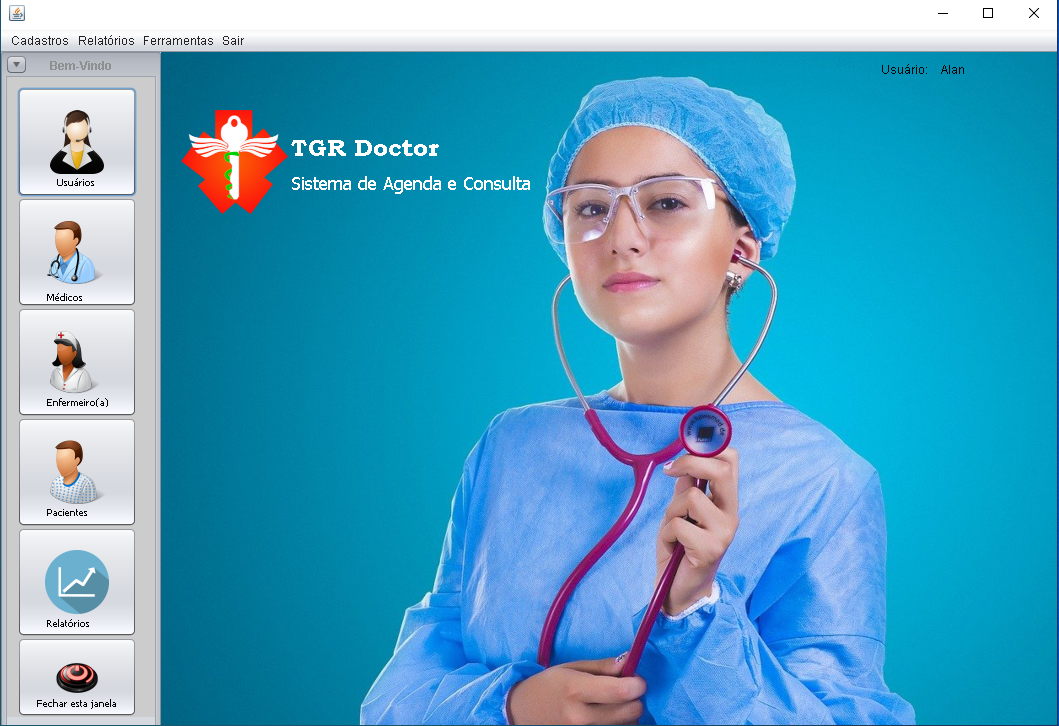 Cadastros Relatórios Ferramentas Sair
Bem-Vindo
Usuário: Alan
TGR Doctor
Sistema de Agenda e Consulta
Usuários
Médicos
Enfermeiro(a)
Pacientes
Relatórios
Fechar esta janela